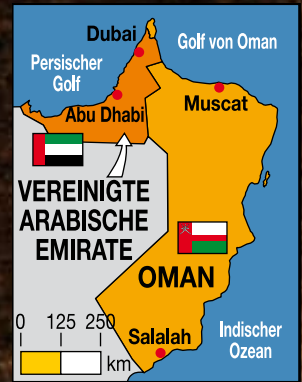 Dubai
Golf von Oman
Persischer
Golf
Abu Dhabi
Muscat
VEREINIGTE
ARABISCHE
EMIRATE
OMAN
0 125 250
km
Salalah
Indischer
Ozean